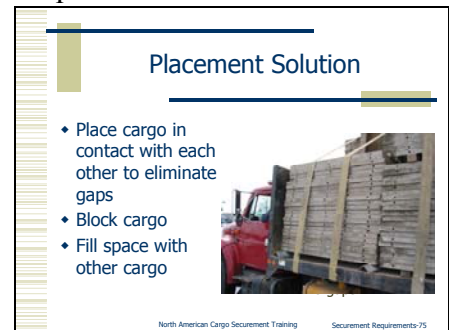 Placement Solution
Place cargo in
contact with each
other to eliminate
gaps
Block cargo
Fill space with
other cargo
North American Cargo Securement Training Securement Requirements-75